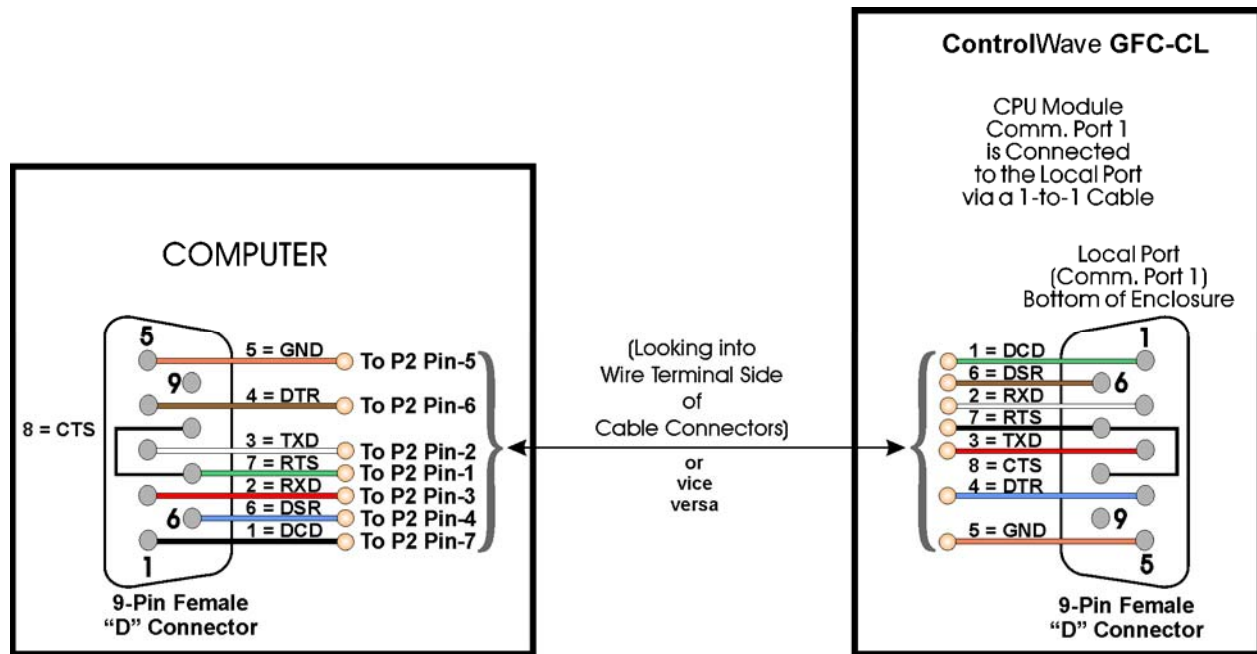 ControlWave GFC-CL
CPU Module
Comm. Port 1
is Connected
to the Local Port
via a 1-to-1 Cable
COMPUTER
Local Port
(Comm. Port 1)
Bottom of Enclosure
5
5 = GND
To P2 Pin-5
9
4 = DTR
To P2 Pin-6
8 = CTS
3 = TXD
To P2 Pin-2
7 = RTS
To P2 Pin-1
2 = RXD
To P2 Pin-3
6
6 = DSR
To P2 Pin-4
1 = DCD
To P2 Pin-7
1
9-Pin Female
“D” Connector
(Looking into
Wire Terminal Side
of
Cable Connectors)
or
vice
versa
1
1 = DCD
6 = DSR
6
2 = RXD
7 = RTS
3 = TXD
8 = CTS
4 = DTR
9
5 = GND
5
9-Pin Female
“D” Connector